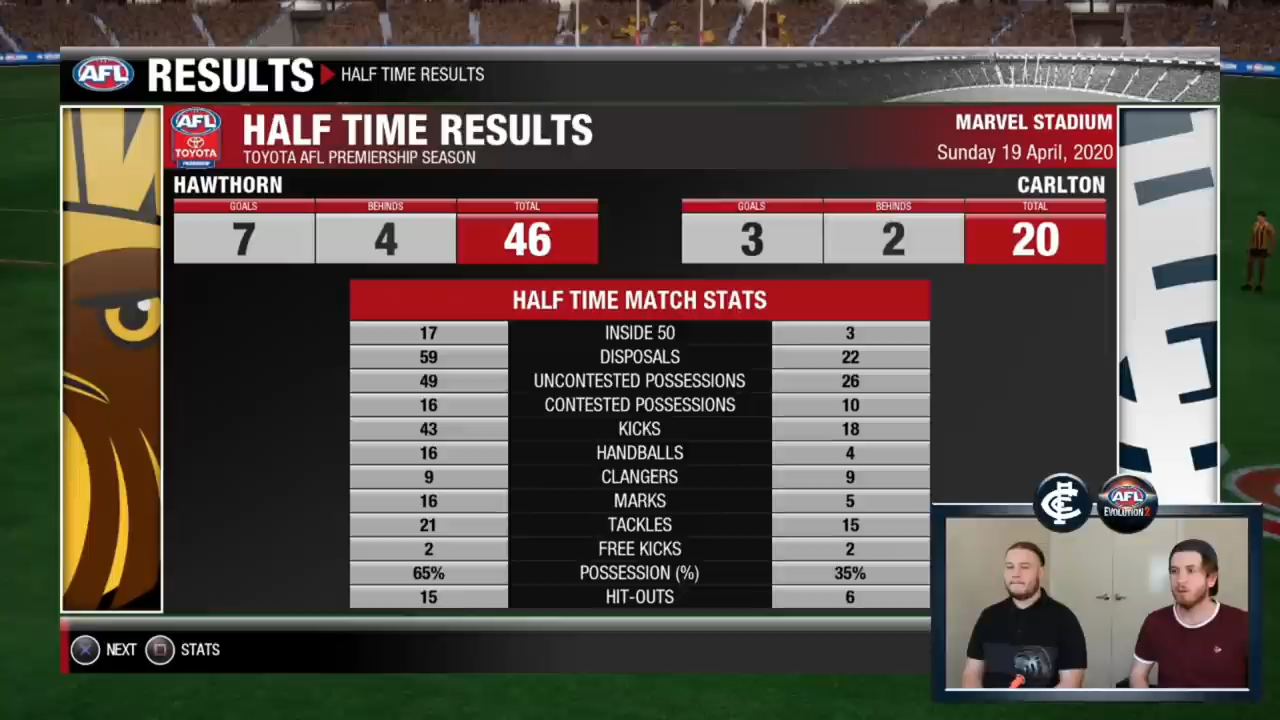 AFL RESULTS HALF TIME RESULTS
AFL
TOYOTA
PREMIERSHIP
HALF TIME RESULTS
TOYOTA AFL PREMIERSHIP SEASON
MARVEL STADIUM
Sunday 19 April, 2020
HAWTHORN
CARLTON
GOALS BEHINDS TOTAL GOALS BEHINDS TOTAL
7 4 46 3 2 20
HALF TIME MATCH STATS
17 INSIDE 50 3
59 DISPOSALS 22
49 UNCONTESTED POSSESSIONS 26
16 CONTESTED POSSESSIONS 10
43 KICKS 18
16 HANDBALLS 4
9 CLANGERS 9
16 MARKS 5
21 TACKLES 15
2 FREE KICKS 2
65% POSSESSION (%) 35%
15 HIT-OUTS 6
CFC
AFL
EVOLUTION 2
NEXT STATS